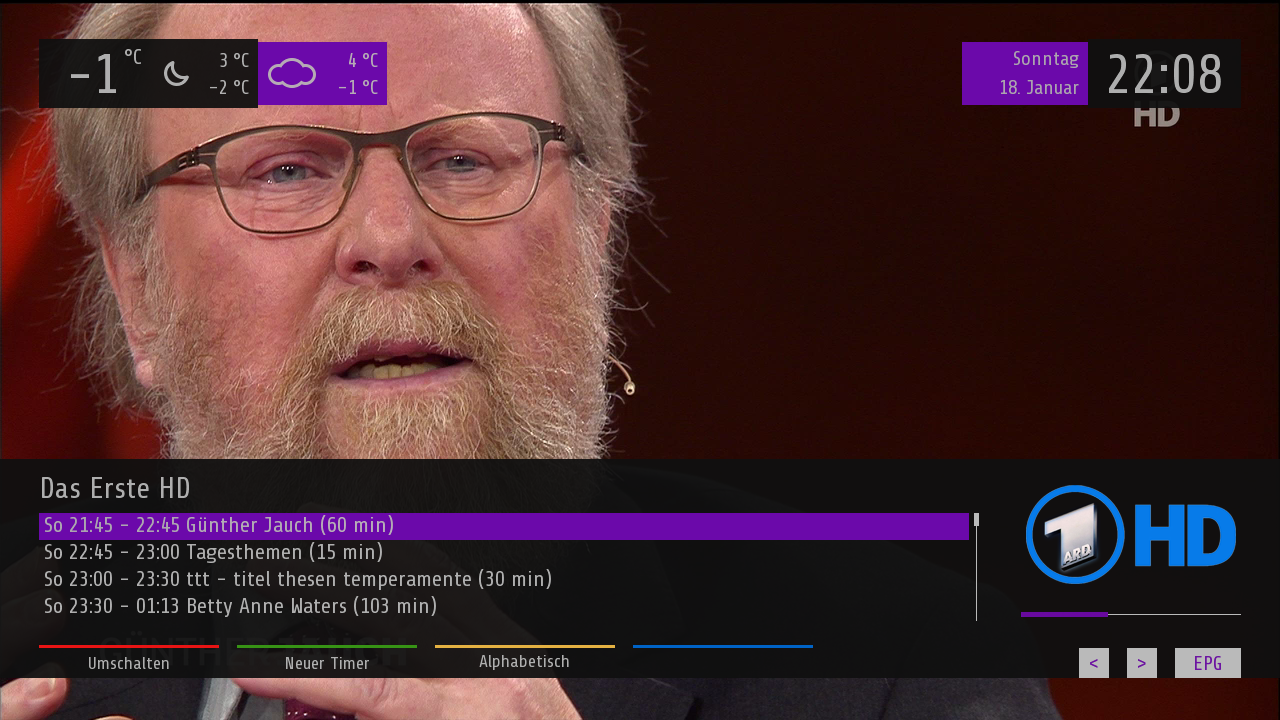 -1 °C
3 °C
-2 °C
4 °C
-1 °C
Sonntag
18. Januar
22:08
HD
Das Erste HD
So 21:45 - 22:45 Günther Jauch (60 min)
So 22:45 - 23:00 Tagesthemen (15 min)
So 23:00 - 23:30 ttt - titel thesen temperamente (30 min)
So 23:30 - 01:13 Betty Anne Waters (103 min)
1 ARD HD
GÜNTHER JAUCH
Umschalten
Neuer Timer
Alphabetisch
< > EPG